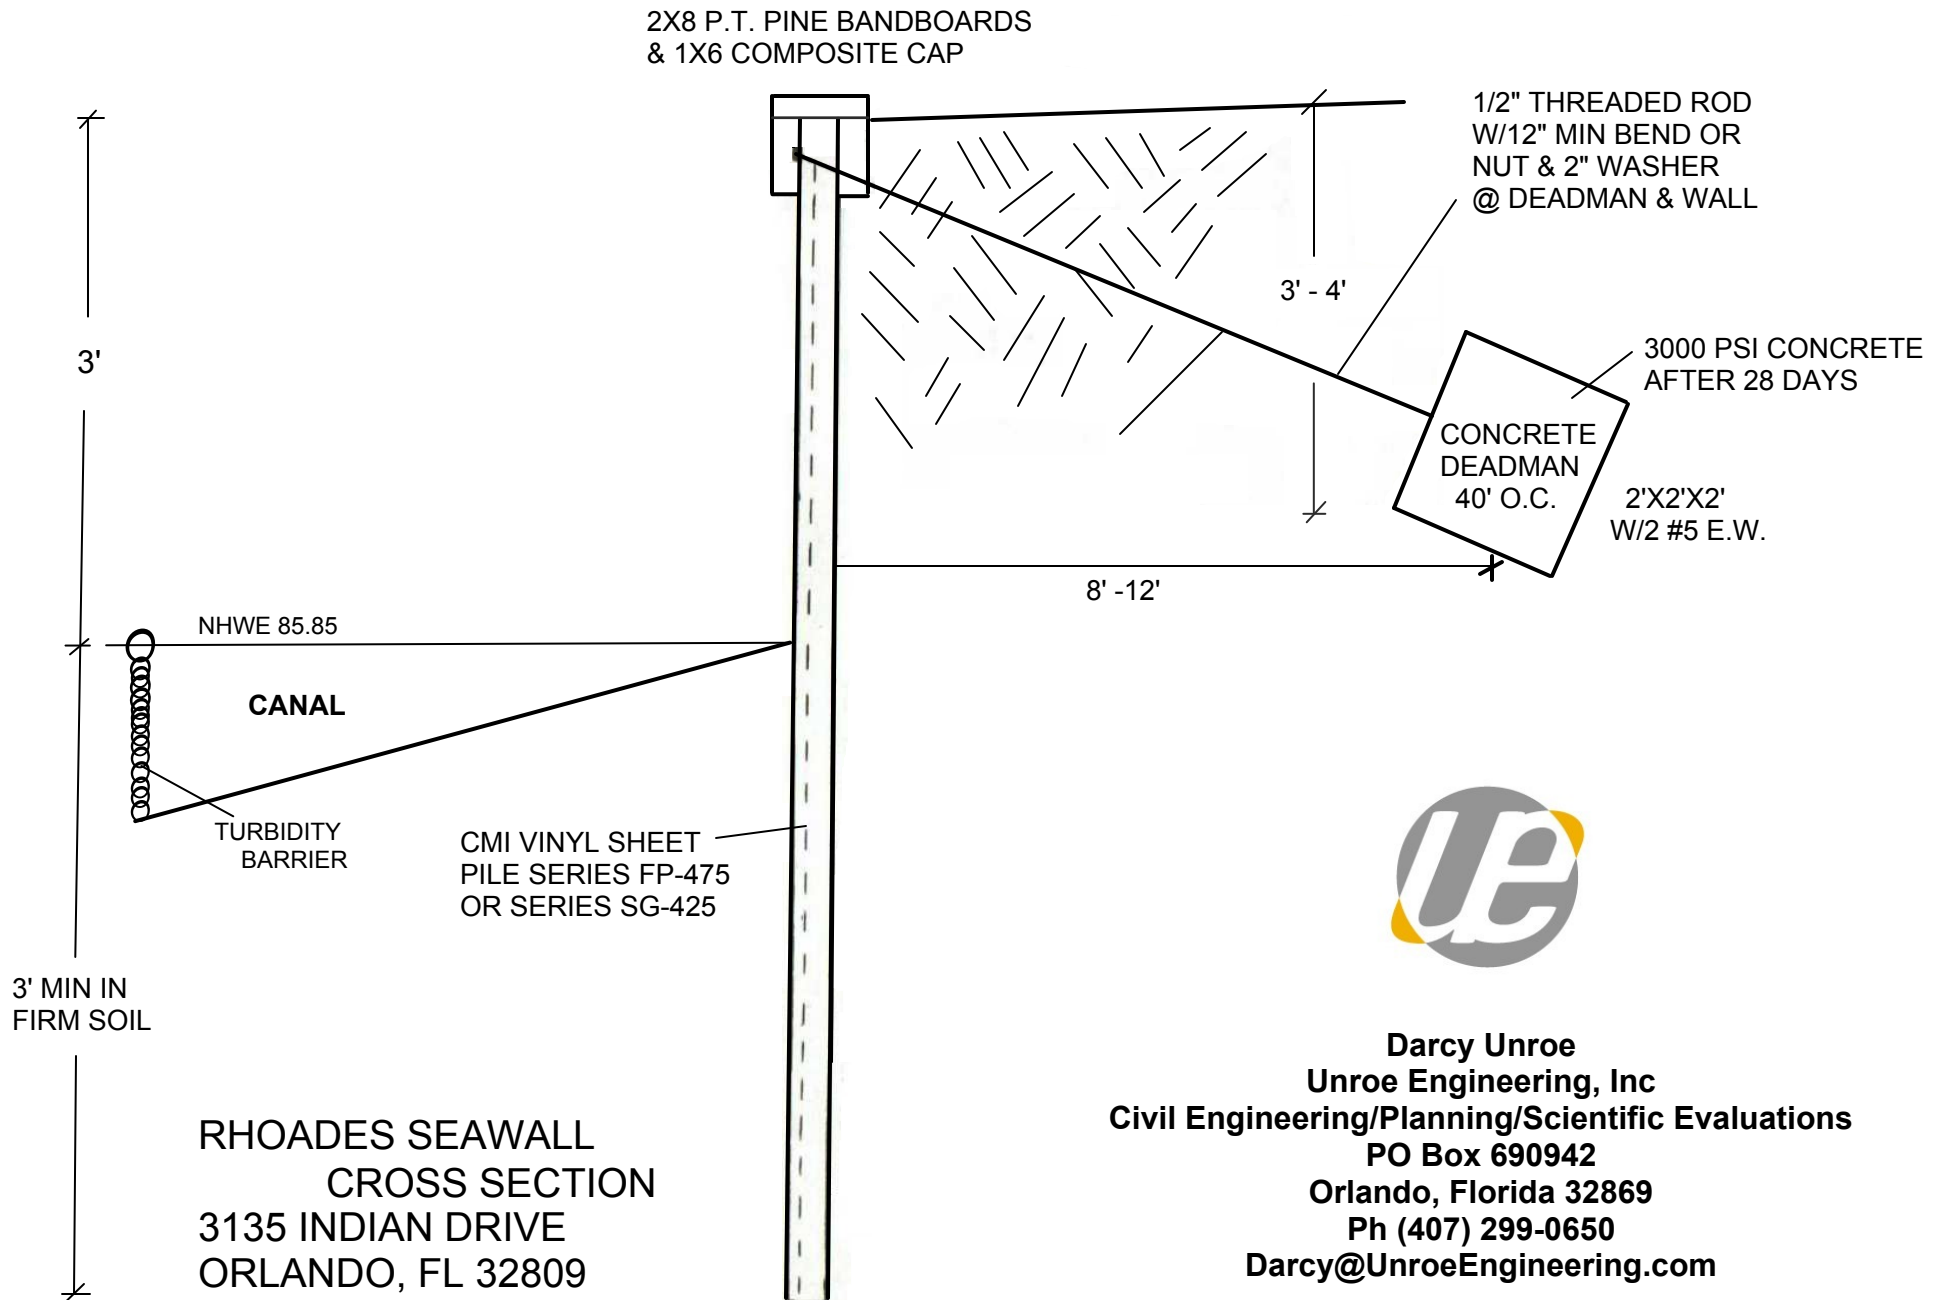 2X8 P.T. PINE BANDBOARDS
& 1X6 COMPOSITE CAP
1/2" THREADED ROD
W/12" MIN BEND OR
NUT & 2" WASHER
@ DEADMAN & WALL
3' - 4'
3'
3000 PSI CONCRETE
AFTER 28 DAYS
CONCRETE
DEADMAN
40' O.C.
2'X2'X2'
W/2 #5 E.W.
8' -12'
NHWE 85.85
CANAL
TURBIDITY
BARRIER
CMI VINYL SHEET
PILE SERIES FP-475
OR SERIES SG-425
3' MIN IN
FIRM SOIL
RHOADES SEAWALL
CROSS SECTION
3135 INDIAN DRIVE
ORLANDO, FL 32809
ue
Darcy Unroe
Unroe Engineering, Inc
Civil Engineering/Planning/Scientific Evaluations
PO Box 690942
Orlando, Florida 32869
Ph (407) 299-0650
Darcy@UnroeEngineering.com